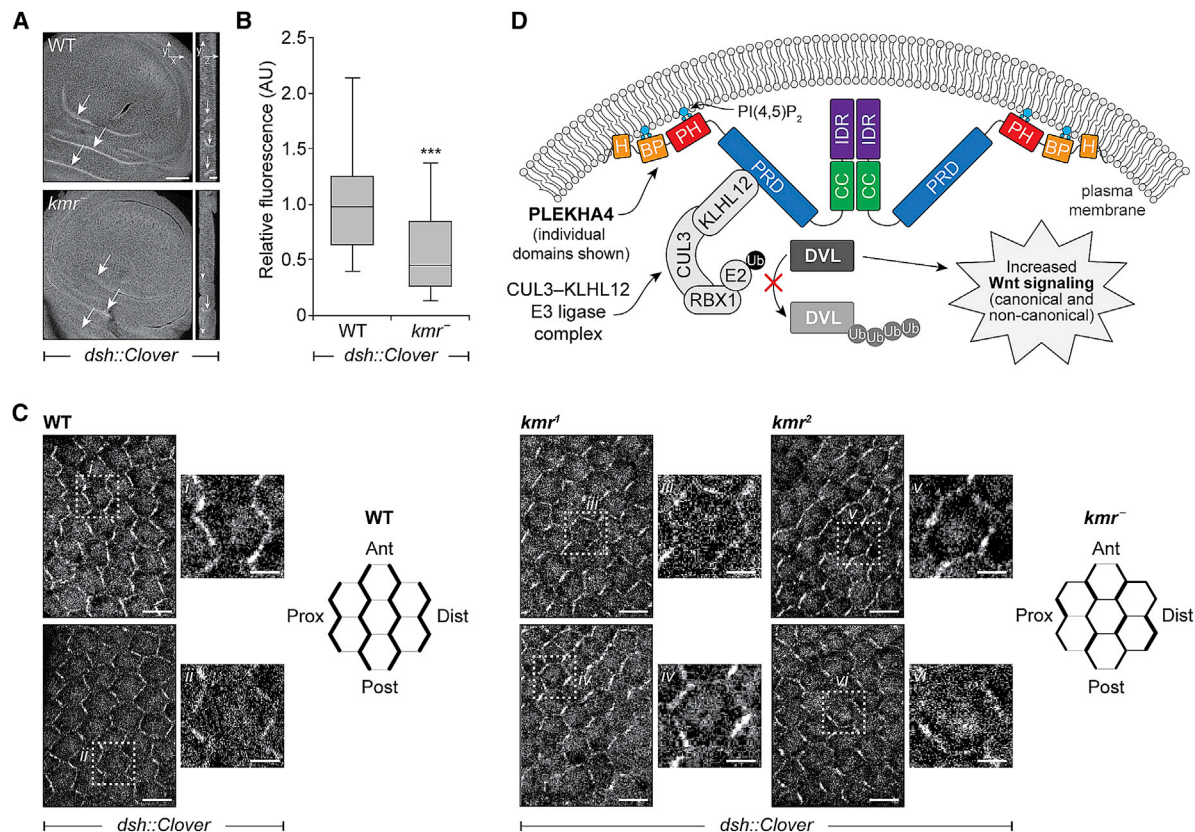 A
WT
y
x
y
z
kmr⁻
dsh::Clover
B
Relative fluorescence (AU)
2.5
2.0
1.5
1.0
0.5
0
***
WT
kmr⁻
dsh::Clover
D
PI(4,5)P₂
H
BP
PH
PRD
IDR
IDR
CC
CC
PRD
PH
BP
H
plasma
membrane
PLEKHA4
(individual
domains shown)
KLHL12
CUL3
RBX1
E2
Ub
CUL3–KLHL12
E3 ligase
complex
DVL
DVL
Ub
Ub
Ub
Ub
Increased
Wnt signaling
(canonical and
non-canonical)
C
WT
i
i
ii
ii
WT
Ant
Prox
Dist
Post
dsh::Clover
kmr¹
iii
iii
iv
iv
kmr²
v
v
vi
vi
kmr⁻
Ant
Prox
Dist
Post
dsh::Clover